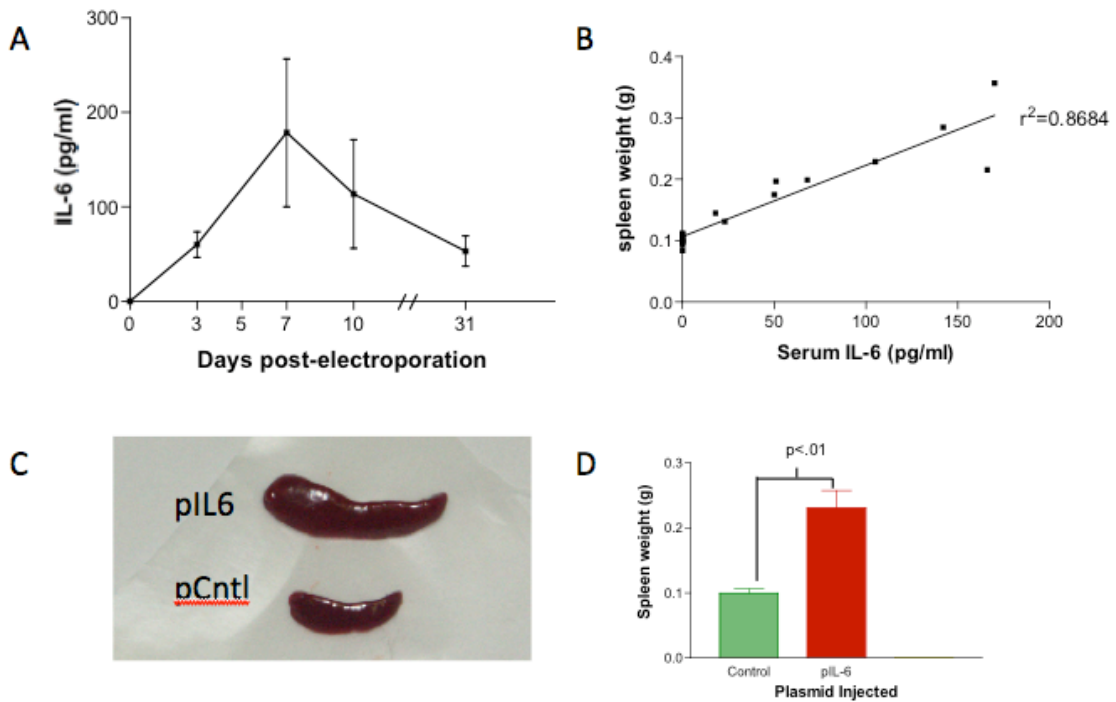 A
300
200
100
0
IL-6 (pg/ml)
0 3 5 7 10 31
Days post-electroporation
B
0.4
0.3
0.2
0.1
0.0
spleen weight (g)
r²=0.8684
0 50 100 150 200
Serum IL-6 (pg/ml)
C
pIL6
pCntl
D
p<.01
0.3
0.2
0.1
0.0
Spleen weight (g)
Control pIL-6
Plasmid Injected